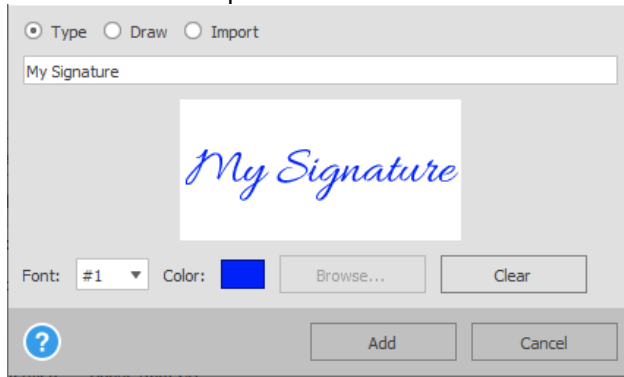 Type Draw Import
My Signature
My Signature
Font: #1 Color: Browse... Clear
? Add Cancel